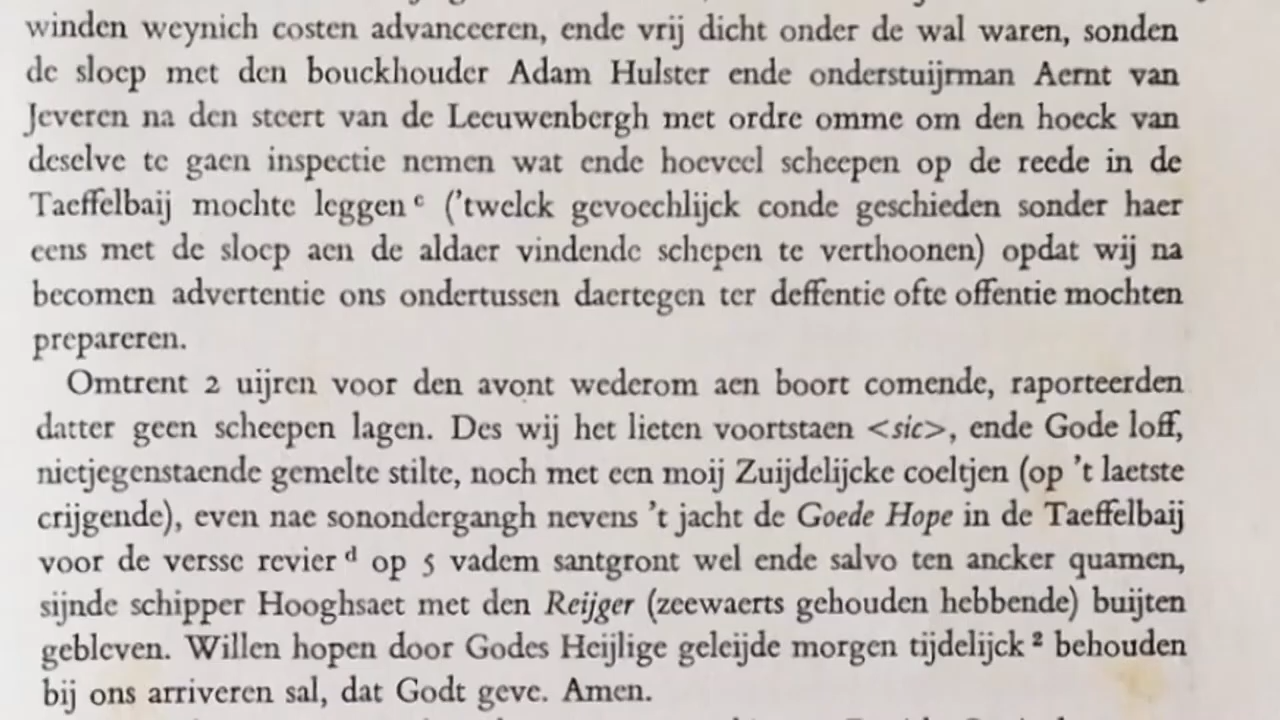 winden weynich costen advanceeren, ende vrij dicht onder de wal waren, sonden
de sloep met den bouckhouder Adam Hulster ende onderstuijrman Aernt van
Jeveren na den steert van de Leeuwenbergh met ordre omme om den hoeck van
deselve te gaen inspectie nemen wat ende hoeveel scheepen op de reede in de
Taeffelbaij mochte leggen c ('twelck gevoechlijck conde geschieden sonder haer
eens met de sloep aen de aldaer vindende schepen te verthoonen) opdat wij na
becomen advertentie ons ondertussen daertegen ter deffentie ofte offentie mochten
prepareren.
Omtrent 2 uijren voor den avont wederom aen boort comende, raporteerden
datter geen scheepen lagen. Des wij het lieten voortstaen <sic>, ende Gode loff,
nietjegenstaende gemelte stilte, noch met een moij Zuijdelijcke coeltjen (op 't laetste
crijgende), even nae sonondergangh nevens 't jacht de Goede Hope in de Taeffelbaij
voor de versse revier d op 5 vadem santgront wel ende salvo ten ancker quamen,
sijnde schipper Hooghsaet met den Reijger (zeewaerts gehouden hebbende) buijten
gebleven. Willen hopen door Godes Heijlige geleijde morgen tijdelijck 2 behouden
bij ons arriveren sal, dat Godt geve. Amen.